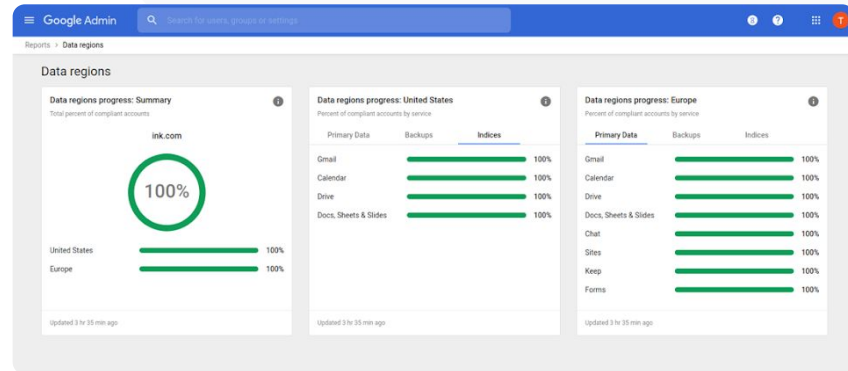 Google Admin
Search for users, groups or settings
Reports > Data regions
T
Data regions
Data regions progress: Summary
Total percent of compliant accounts
ink.com
100%
United States 100%
Europe 100%
Updated 3 hr 35 min ago
Data regions progress: United States
Percent of compliant accounts by service
Primary Data Backups Indices
Gmail 100%
Calendar 100%
Drive 100%
Docs, Sheets & Slides 100%
Updated 3 hr 35 min ago
Data regions progress: Europe
Percent of compliant accounts by service
Primary Data Backups Indices
Gmail 100%
Calendar 100%
Drive 100%
Docs, Sheets & Slides 100%
Chat 100%
Sites 100%
Keep 100%
Forms 100%
Updated 3 hr 35 min ago